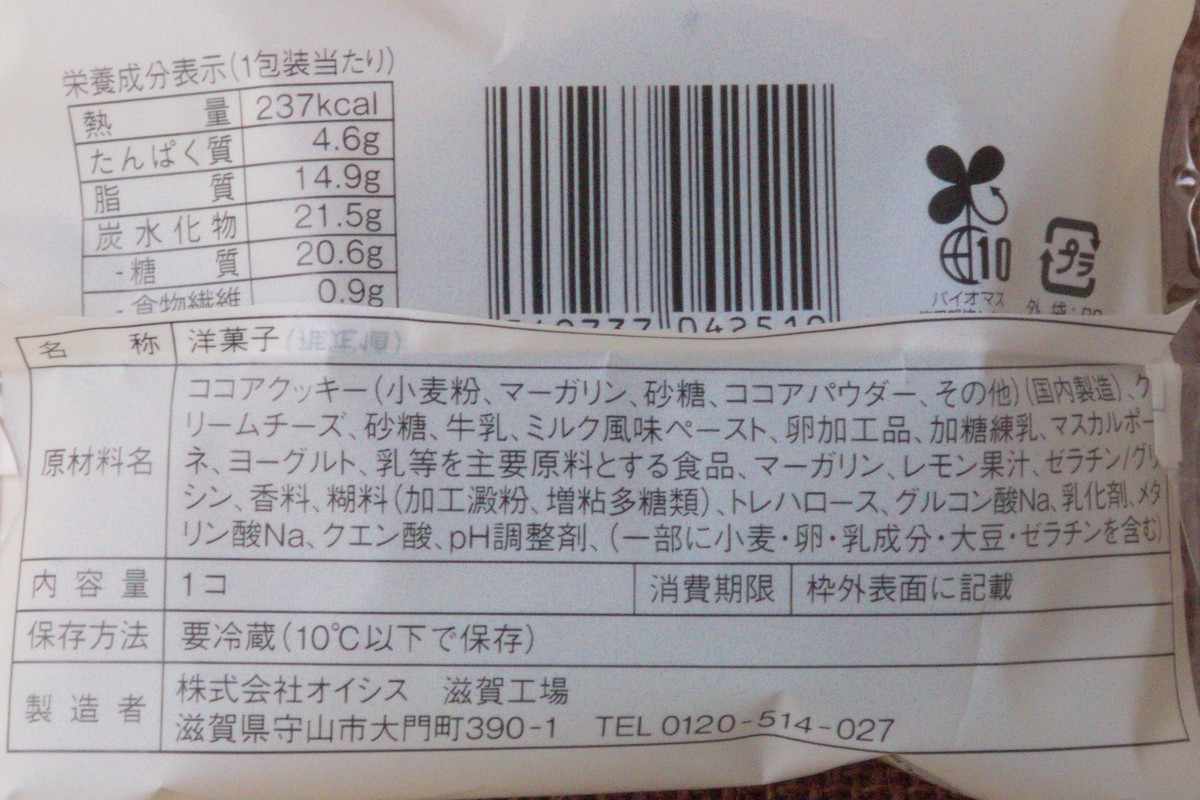 栄養成分表示(1包装当たり)
熱量 237kcal
たんぱく質 4.6g
脂質 14.9g
炭水化物 21.5g
-糖質 20.6g
-食物繊維 0.9g
10
バイオマス
プラ
外袋:
名称 洋菓子
原材料名 ココアクッキー(小麦粉、マーガリン、砂糖、ココアパウダー、その他)(国内製造)、ク
リームチーズ、砂糖、牛乳、ミルク風味ペースト、卵加工品、加糖練乳、マスカルポー
ネ、ヨーグルト、乳等を主要原料とする食品、マーガリン、レモン果汁、ゼラチン/グリ
シン、香料、糊料(加工澱粉、増粘多糖類)、トレハロース、グルコン酸Na、乳化剤、メタ
リン酸Na、クエン酸、pH調整剤、(一部に小麦・卵・乳成分・大豆・ゼラチンを含む)
内容量 1コ 消費期限 枠外表面に記載
保存方法 要冷蔵(10℃以下で保存)
製造者 株式会社オイシス 滋賀工場
滋賀県守山市大門町390-1 TEL 0120-514-027